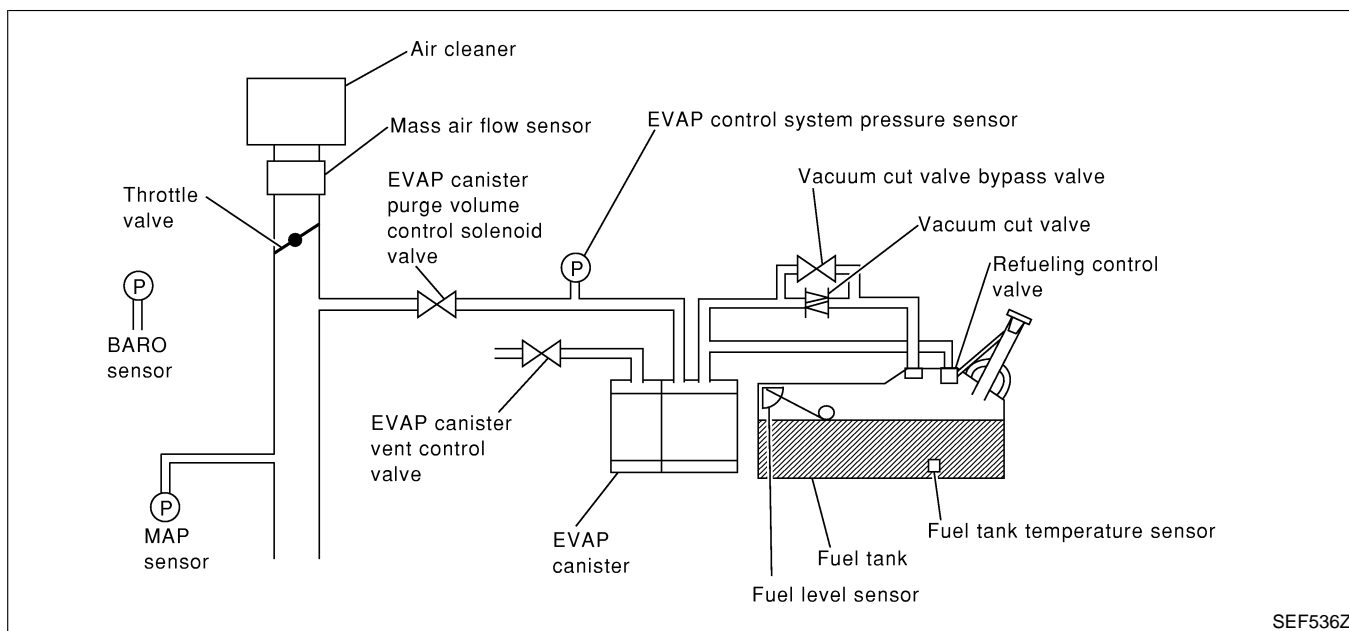 Air cleaner
Mass air flow sensor
EVAP control system pressure sensor
EVAP canister
purge volume
control solenoid
valve
Vacuum cut valve bypass valve
Throttle
valve
Vacuum cut valve
Refueling control
valve
P
P
BARO
sensor
EVAP canister
vent control
valve
P
MAP
sensor
EVAP
canister
Fuel tank temperature sensor
Fuel tank
Fuel level sensor
SEF536Z